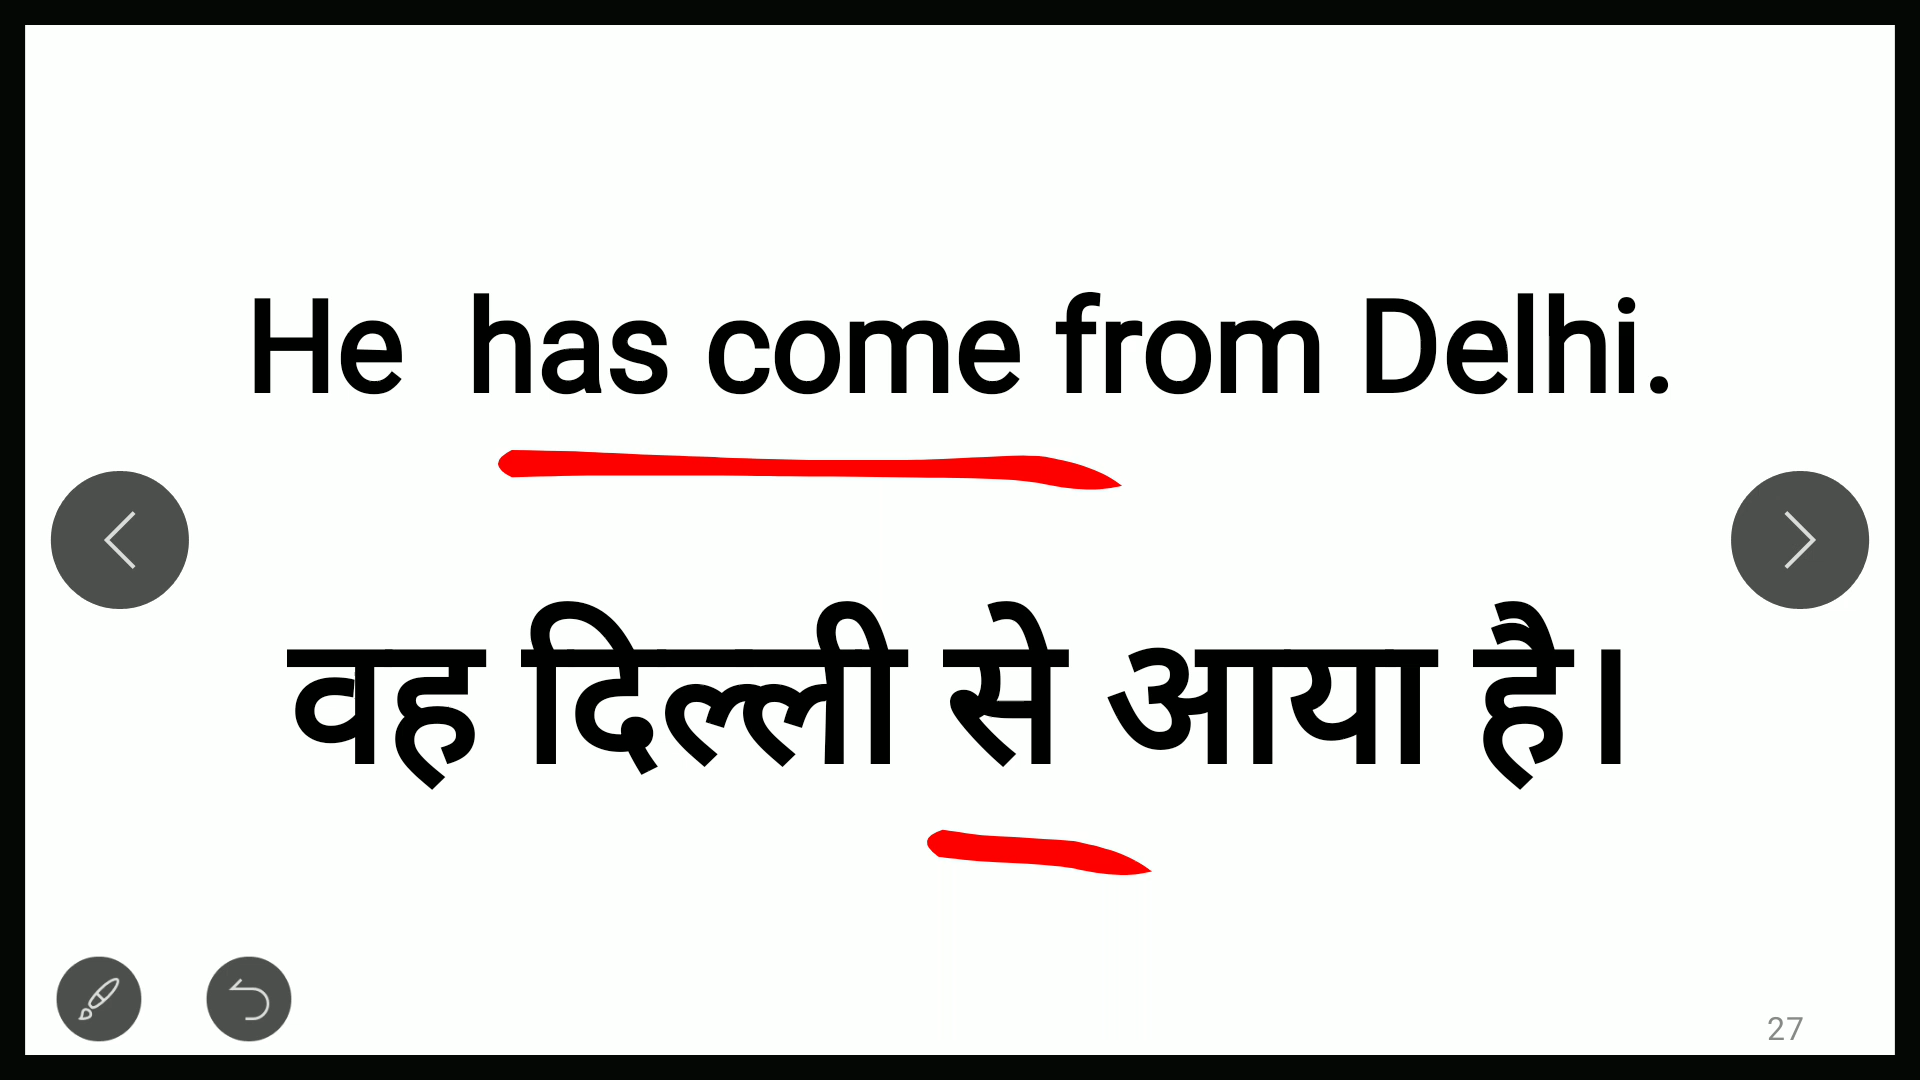 He has come from Delhi.
वह दिल्ली से आया है।
27